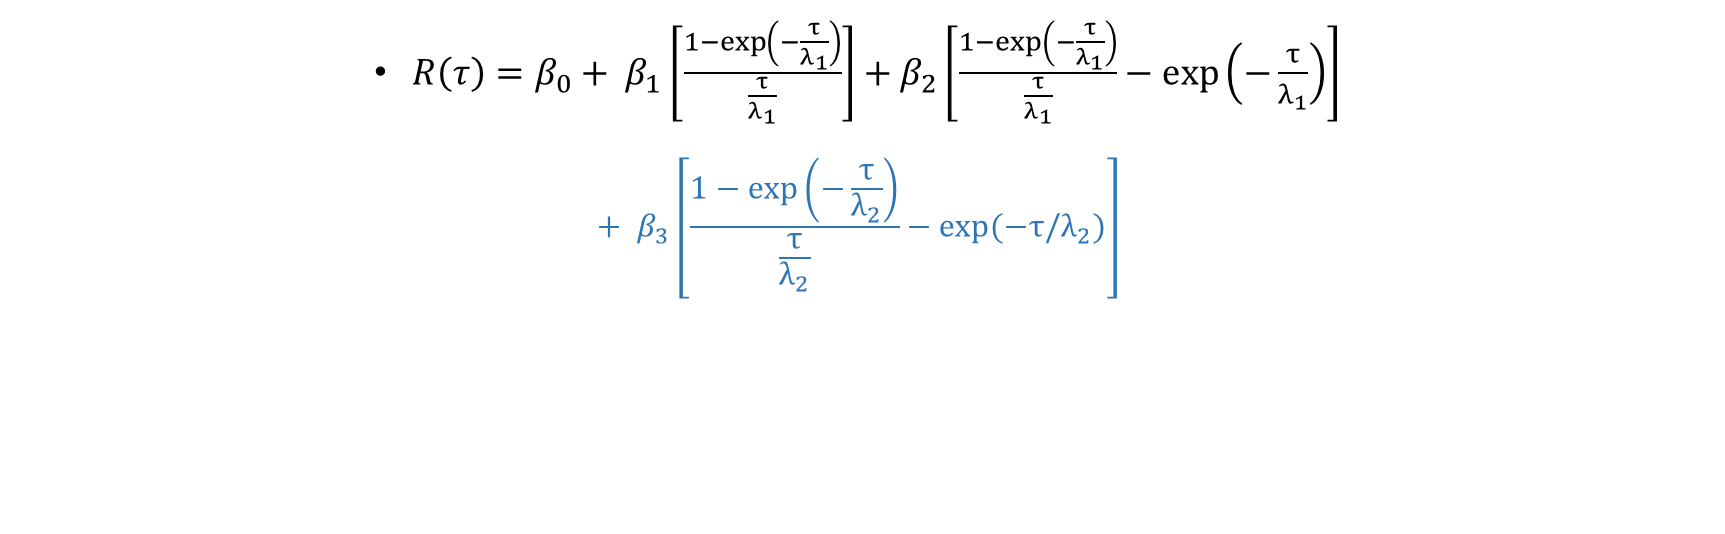 • R(τ) = β₀ + β₁ [(1−exp(−τ/λ₁))/(τ/λ₁)] + β₂ [(1−exp(−τ/λ₁))/(τ/λ₁) − exp(−τ/λ₁)]
+ β₃ [(1 − exp(−τ/λ₂))/(τ/λ₂) − exp(−τ/λ₂)]